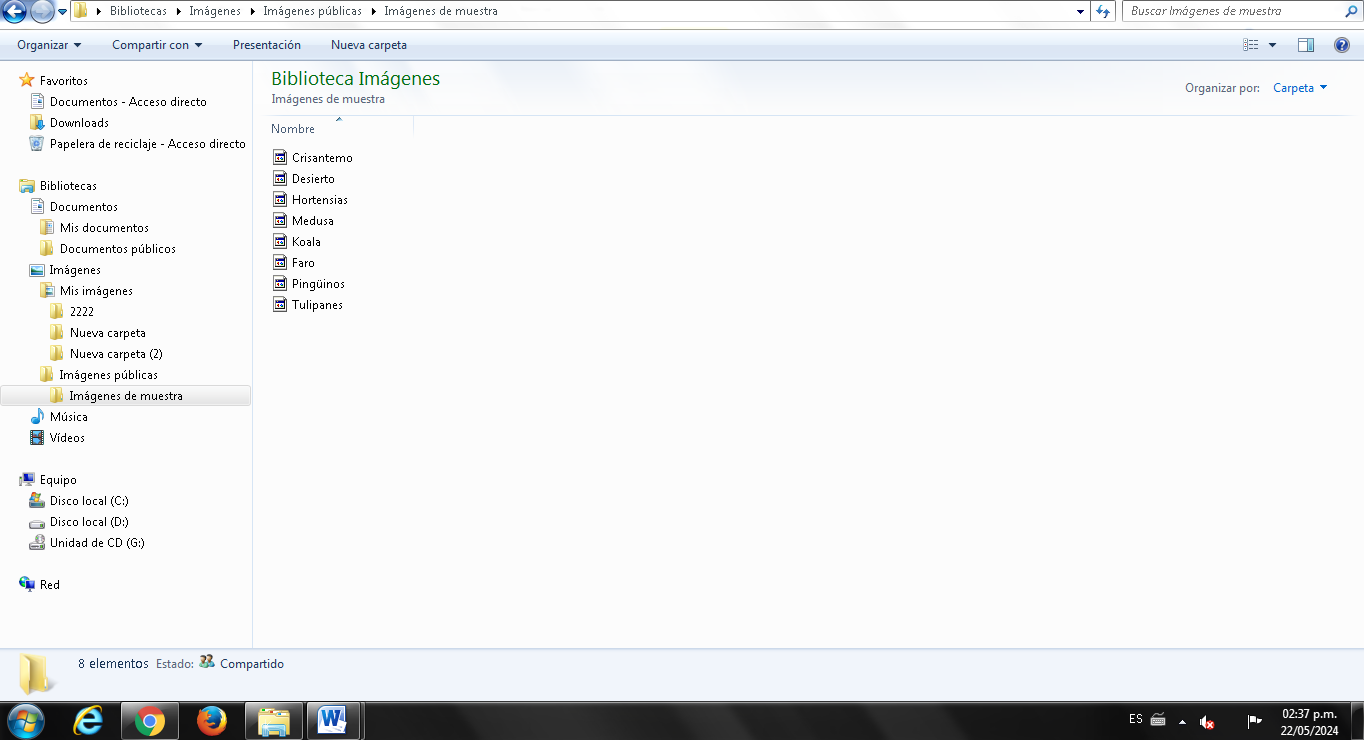 Bibliotecas Imágenes Imágenes públicas Imágenes de muestra Buscar Imágenes de muestra
Organizar Compartir con Presentación Nueva carpeta
Favoritos
Documentos - Acceso directo
Downloads
Papelera de reciclaje - Acceso directo
Bibliotecas
Documentos
Mis documentos
Documentos públicos
Imágenes
Mis imágenes
2222
Nueva carpeta
Nueva carpeta (2)
Imágenes públicas
Imágenes de muestra
Música
Vídeos
Equipo
Disco local (C:)
Disco local (D:)
Unidad de CD (G:)
Red
Biblioteca Imágenes
Imágenes de muestra
Organizar por: Carpeta
Nombre
Crisantemo
Desierto
Hortensias
Medusa
Koala
Faro
Pingüinos
Tulipanes
8 elementos Estado: Compartido
ES
02:37 p.m.
22/05/2024